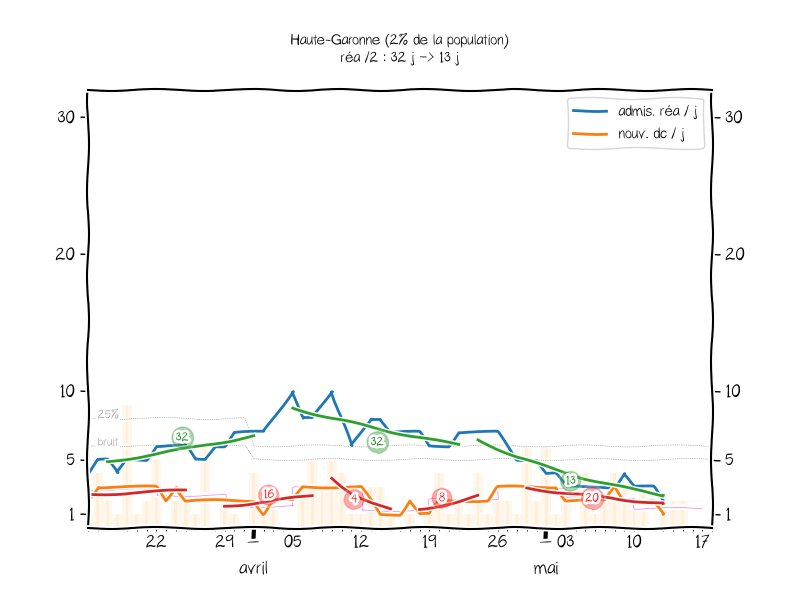 Haute-Garonne (2% de la population)
réa /2 : 32 j -> 13 j
admis. réa / j
nouv. dc / j
30
30
20
20
10
10
25%
bruit
32
32
5
5
13
16
4
8
20
1
1
22 29 05 12 19 26 03 10 17
avril mai